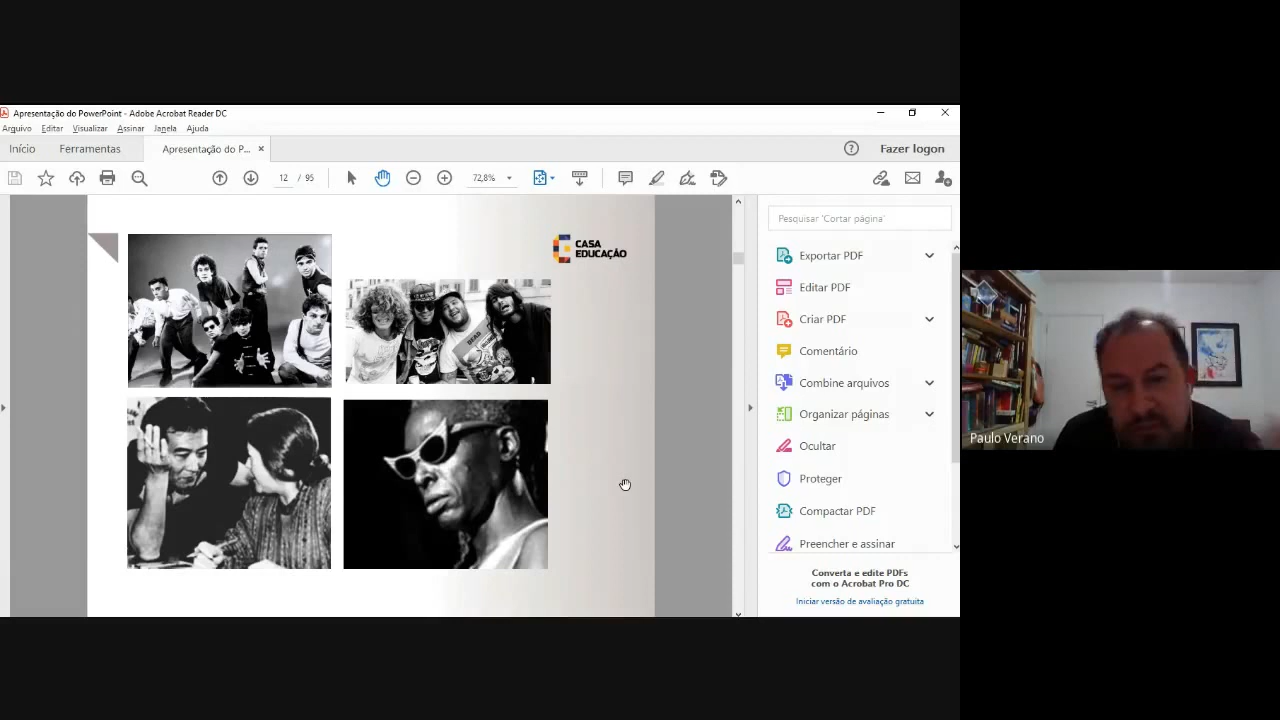 Apresentação do PowerPoint - Adobe Acrobat Reader DC
Arquivo Editar Visualizar Assinar Janela Ajuda
Início Ferramentas Apresentação do P... × Fazer logon
12 / 95 72,8%
CASA
EDUCAÇÃO
Pesquisar 'Cortar página'
Exportar PDF
Editar PDF
Criar PDF
Comentário
Combine arquivos
Organizar páginas
Ocultar
Proteger
Compactar PDF
Preencher e assinar
Converta e edite PDFs
com o Acrobat Pro DC
Iniciar versão de avaliação gratuita
Paulo Verano